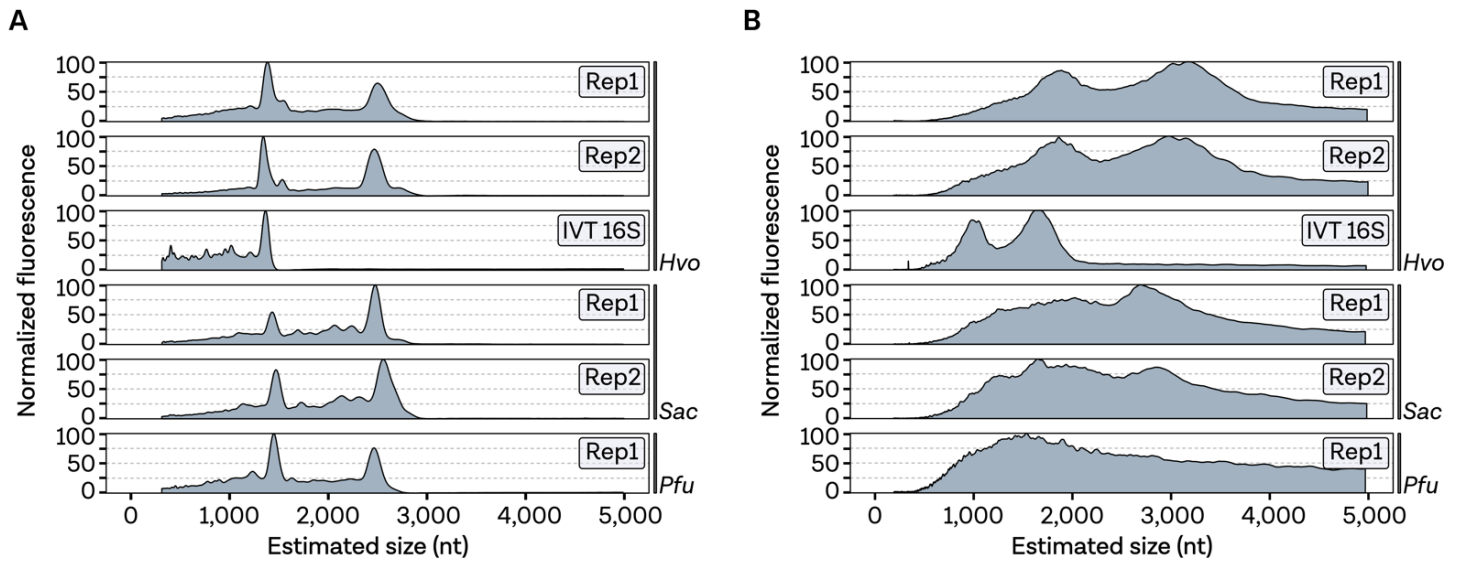 A
B
Normalized fluorescence
Normalized fluorescence
100
50
0
Rep1
100
50
0
Rep2
100
50
0
IVT 16S
Hvo
100
50
0
Rep1
100
50
0
Rep2
Sac
100
50
0
Rep1
Pfu
0 1,000 2,000 3,000 4,000 5,000
Estimated size (nt)
100
50
0
Rep1
100
50
0
Rep2
100
50
0
IVT 16S
Hvo
100
50
0
Rep1
100
50
0
Rep2
Sac
100
50
0
Rep1
Pfu
0 1,000 2,000 3,000 4,000 5,000
Estimated size (nt)